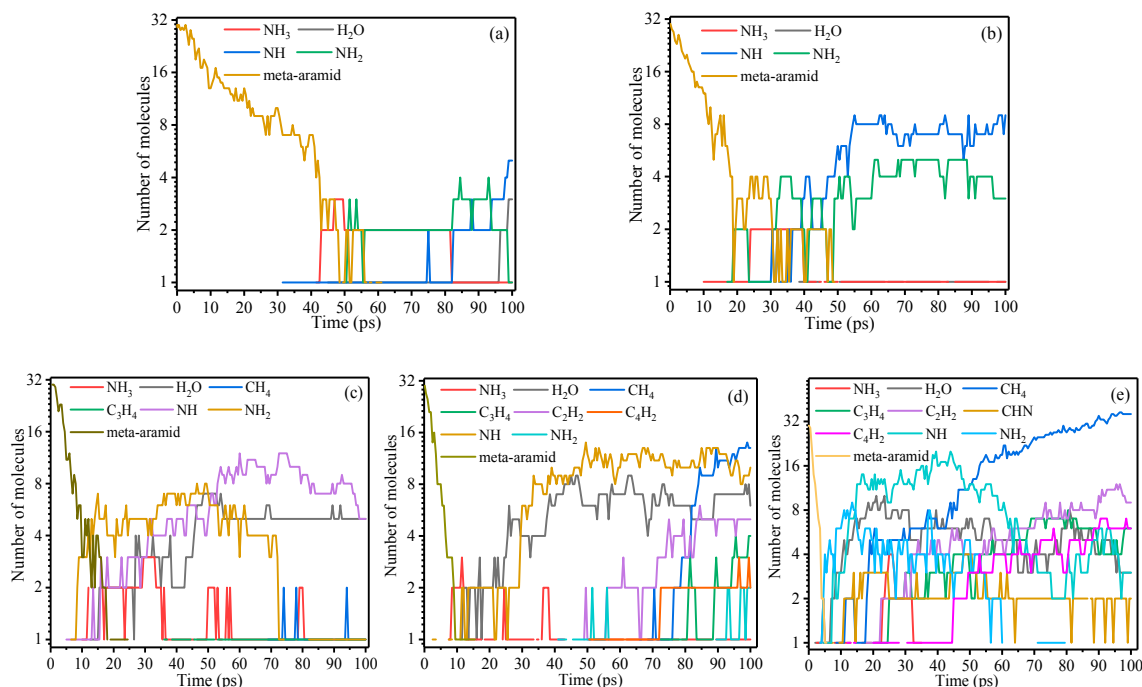 (a)
NH₃ H₂O
NH NH₂
meta-aramid
Number of molecules
32
16
8
4
2
1
0 10 20 30 40 50 60 70 80 90 100
Time (ps)
(b)
NH₃ H₂O
NH NH₂
meta-aramid
Number of molecules
32
16
8
4
2
1
0 10 20 30 40 50 60 70 80 90 100
Time (ps)
(c)
NH₃ H₂O CH₄
C₃H₄ NH NH₂
meta-aramid
Number of molecules
32
16
8
4
2
1
0 10 20 30 40 50 60 70 80 90 100
Time (ps)
(d)
NH₃ H₂O CH₄
C₃H₄ C₂H₂ C₄H₂
NH NH₂
meta-aramid
Number of molecules
32
16
8
4
2
1
0 10 20 30 40 50 60 70 80 90 100
Time (ps)
(e)
NH₃ H₂O CH₄
C₃H₄ C₂H₂ CHN
C₄H₂ NH NH₂
meta-aramid
Number of molecules
32
16
8
4
2
1
0 10 20 30 40 50 60 70 80 90 100
Time (ps)